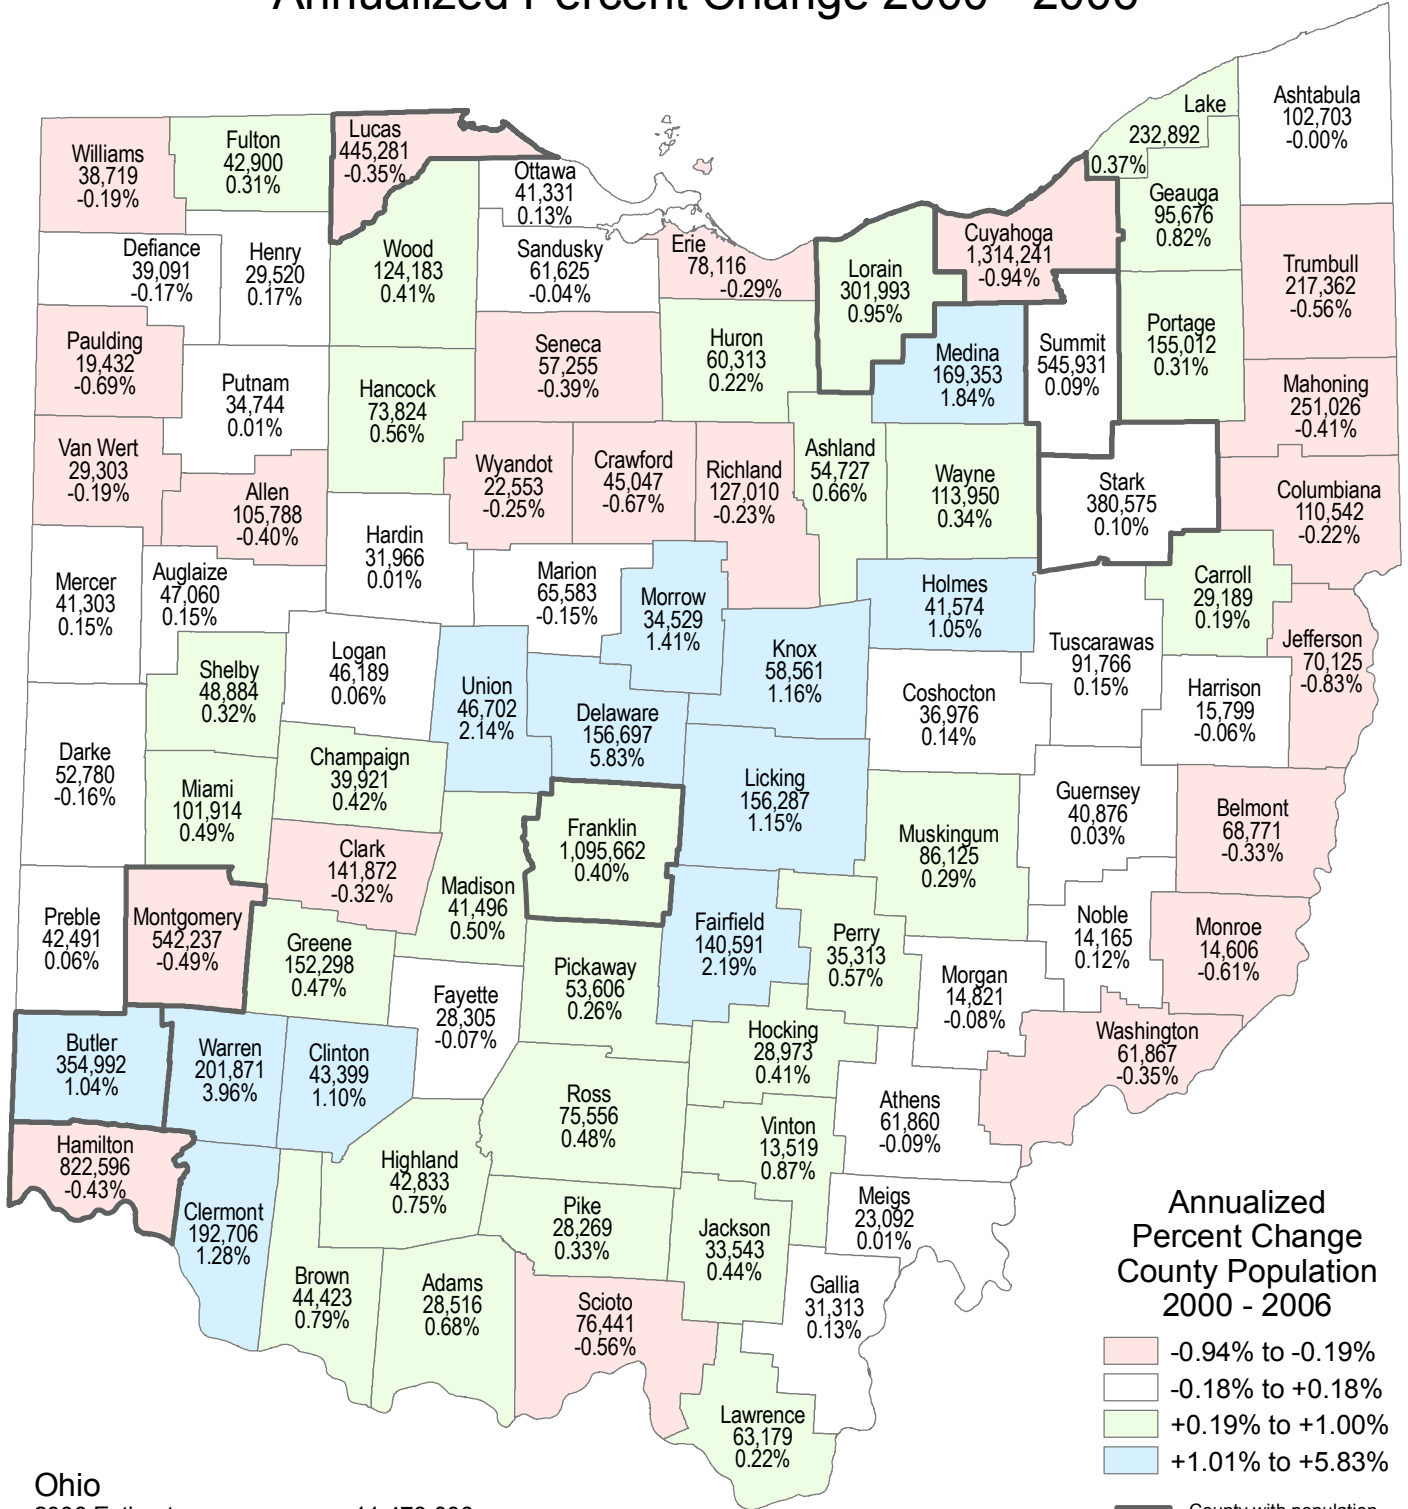 Lake
232,892
0.37%
Ashtabula
102,703
-0.00%
Williams
38,719
-0.19%
Fulton
42,900
0.31%
Lucas
445,281
-0.35%
Ottawa
41,331
0.13%
Geauga
95,676
0.82%
Defiance
39,091
-0.17%
Henry
29,520
0.17%
Wood
124,183
0.41%
Sandusky
61,625
-0.04%
Erie
78,116
-0.29%
Lorain
301,993
0.95%
Cuyahoga
1,314,241
-0.94%
Trumbull
217,362
-0.56%
Paulding
19,432
-0.69%
Putnam
34,744
0.01%
Hancock
73,824
0.56%
Seneca
57,255
-0.39%
Huron
60,313
0.22%
Medina
169,353
1.84%
Summit
545,931
0.09%
Portage
155,012
0.31%
Mahoning
251,026
-0.41%
Van Wert
29,303
-0.19%
Allen
105,788
-0.40%
Wyandot
22,553
-0.25%
Crawford
45,047
-0.67%
Richland
127,010
-0.23%
Ashland
54,727
0.66%
Wayne
113,950
0.34%
Stark
380,575
0.10%
Columbiana
110,542
-0.22%
Mercer
41,303
0.15%
Auglaize
47,060
0.15%
Hardin
31,966
0.01%
Marion
65,583
-0.15%
Morrow
34,529
1.41%
Holmes
41,574
1.05%
Carroll
29,189
0.19%
Shelby
48,884
0.32%
Logan
46,189
0.06%
Union
46,702
2.14%
Delaware
156,697
5.83%
Knox
58,561
1.16%
Coshocton
36,976
0.14%
Tuscarawas
91,766
0.15%
Harrison
15,799
-0.06%
Jefferson
70,125
-0.83%
Darke
52,780
-0.16%
Miami
101,914
0.49%
Champaign
39,921
0.42%
Licking
156,287
1.15%
Muskingum
86,125
0.29%
Guernsey
40,876
0.03%
Belmont
68,771
-0.33%
Clark
141,872
-0.32%
Madison
41,496
0.50%
Franklin
1,095,662
0.40%
Preble
42,491
0.06%
Montgomery
542,237
-0.49%
Greene
152,298
0.47%
Fayette
28,305
-0.07%
Pickaway
53,606
0.26%
Fairfield
140,591
2.19%
Perry
35,313
0.57%
Morgan
14,821
-0.08%
Noble
14,165
0.12%
Monroe
14,606
-0.61%
Butler
354,992
1.04%
Warren
201,871
3.96%
Clinton
43,399
1.10%
Ross
75,556
0.48%
Hocking
28,973
0.41%
Athens
61,860
-0.09%
Washington
61,867
-0.35%
Hamilton
822,596
-0.43%
Clermont
192,706
1.28%
Highland
42,833
0.75%
Vinton
13,519
0.87%
Pike
28,269
0.33%
Jackson
33,543
0.44%
Meigs
23,092
0.01%
Brown
44,423
0.79%
Adams
28,516
0.68%
Scioto
76,441
-0.56%
Gallia
31,313
0.13%
Lawrence
63,179
0.22%
Annualized
Percent Change
County Population
2000 - 2006
-0.94% to -0.19%
-0.18% to +0.18%
+0.19% to +1.00%
+1.01% to +5.83%
Ohio
County with population